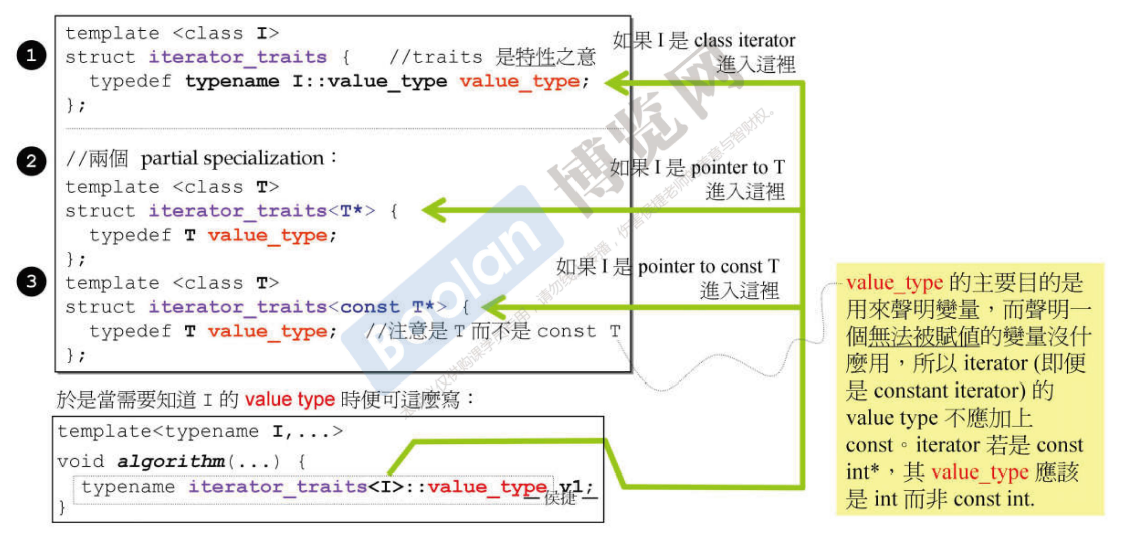 1
template <class I>
struct iterator_traits { //traits 是特性之意
typedef typename I::value_type value_type;
};
如果 I 是 class iterator
進入這裡
2
//兩個 partial specialization：
template <class T>
struct iterator_traits<T*> {
typedef T value_type;
};
如果 I 是 pointer to T
進入這裡
3
template <class T>
struct iterator_traits<const T*> {
typedef T value_type; //注意是 T 而不是 const T
};
如果 I 是 pointer to const T
進入這裡
value_type 的主要目的是
用來聲明變量，而聲明一
個無法被賦值的變量沒什
麼用，所以 iterator (即便
是 constant iterator) 的
value type 不應加上
const。iterator 若是 const
int*，其 value_type 應該
是 int 而非 const int.
於是當需要知道 I 的 value type 時便可這麼寫：
template<typename I,...>
void algorithm(...) {
typename iterator_traits<I>::value_type v1;
}
— 侯捷 —
Boolan
博览网